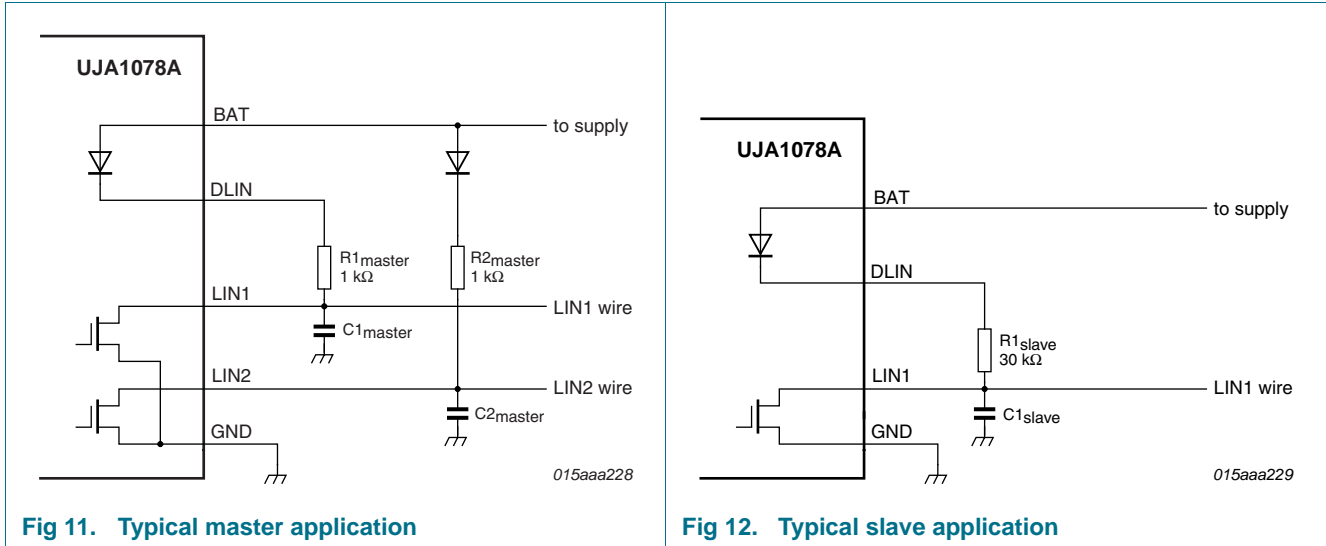 UJA1078A
BAT
to supply
DLIN
R1master
1 kΩ
R2master
1 kΩ
LIN1
LIN1 wire
C1master
LIN2
LIN2 wire
C2master
GND
015aaa228
Fig 11. Typical master application
UJA1078A
BAT
to supply
DLIN
R1slave
30 kΩ
LIN1
LIN1 wire
C1slave
GND
015aaa229
Fig 12. Typical slave application